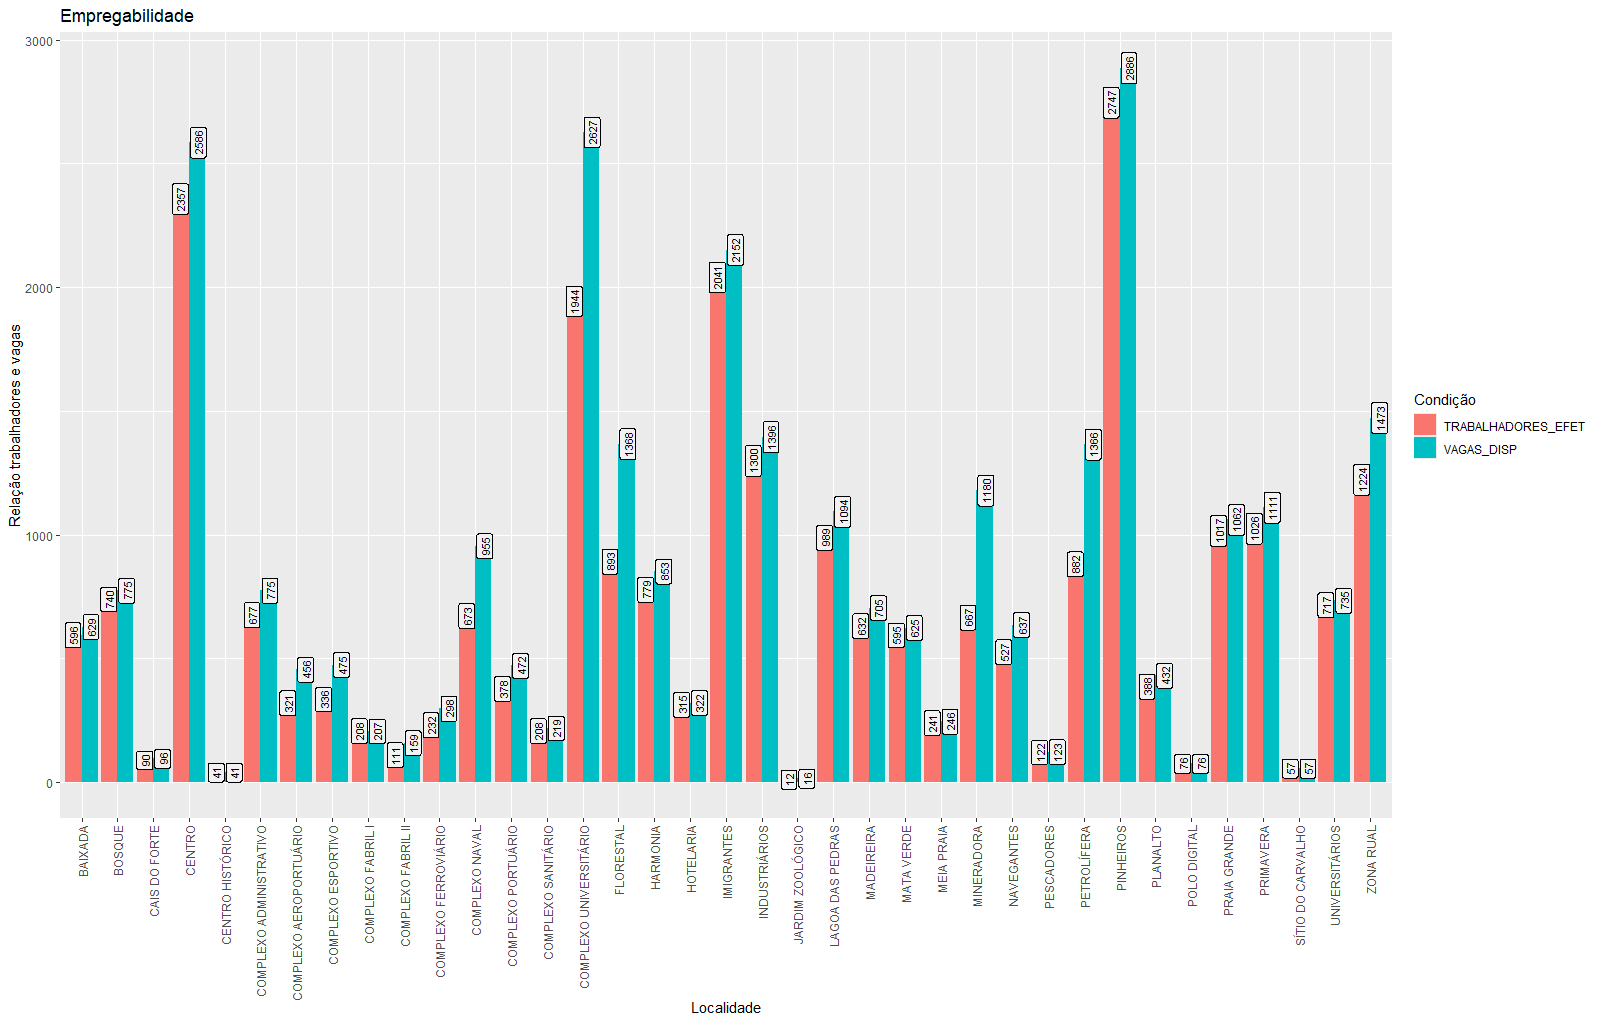 Empregabilidade
Relação trabalhadores e vagas
3000
2000
1000
0
596
629
740
775
90
96
2357
2586
41
41
677
775
321
456
336
475
208
207
111
159
232
298
673
955
378
472
208
219
1944
2627
893
1368
779
853
315
322
2041
2152
1300
1396
12
16
989
1094
632
705
595
625
241
246
667
1180
527
637
122
123
882
1366
2747
2886
388
432
76
76
1017
1062
1026
1111
57
57
717
735
1224
1473
BAIXADA
BOSQUE
CAIS DO FORTE
CENTRO
CENTRO HISTÓRICO
COMPLEXO ADMINISTRATIVO
COMPLEXO AEROPORTUÁRIO
COMPLEXO ESPORTIVO
COMPLEXO FABRIL I
COMPLEXO FABRIL II
COMPLEXO FERROVIÁRIO
COMPLEXO NAVAL
COMPLEXO PORTUÁRIO
COMPLEXO SANITÁRIO
COMPLEXO UNIVERSITÁRIO
FLORESTAL
HARMONIA
HOTELARIA
IMIGRANTES
INDUSTRIÁRIOS
JARDIM ZOOLÓGICO
LAGOA DAS PEDRAS
MADEIREIRA
MATA VERDE
MEIA PRAIA
MINERADORA
NAVEGANTES
PESCADORES
PETROLÍFERA
PINHEIROS
PLANALTO
POLO DIGITAL
PRAIA GRANDE
PRIMAVERA
SÍTIO DO CARVALHO
UNIVERSITÁRIOS
ZONA RURAL
Localidade
Condição
TRABALHADORES_EFET
VAGAS_DISP